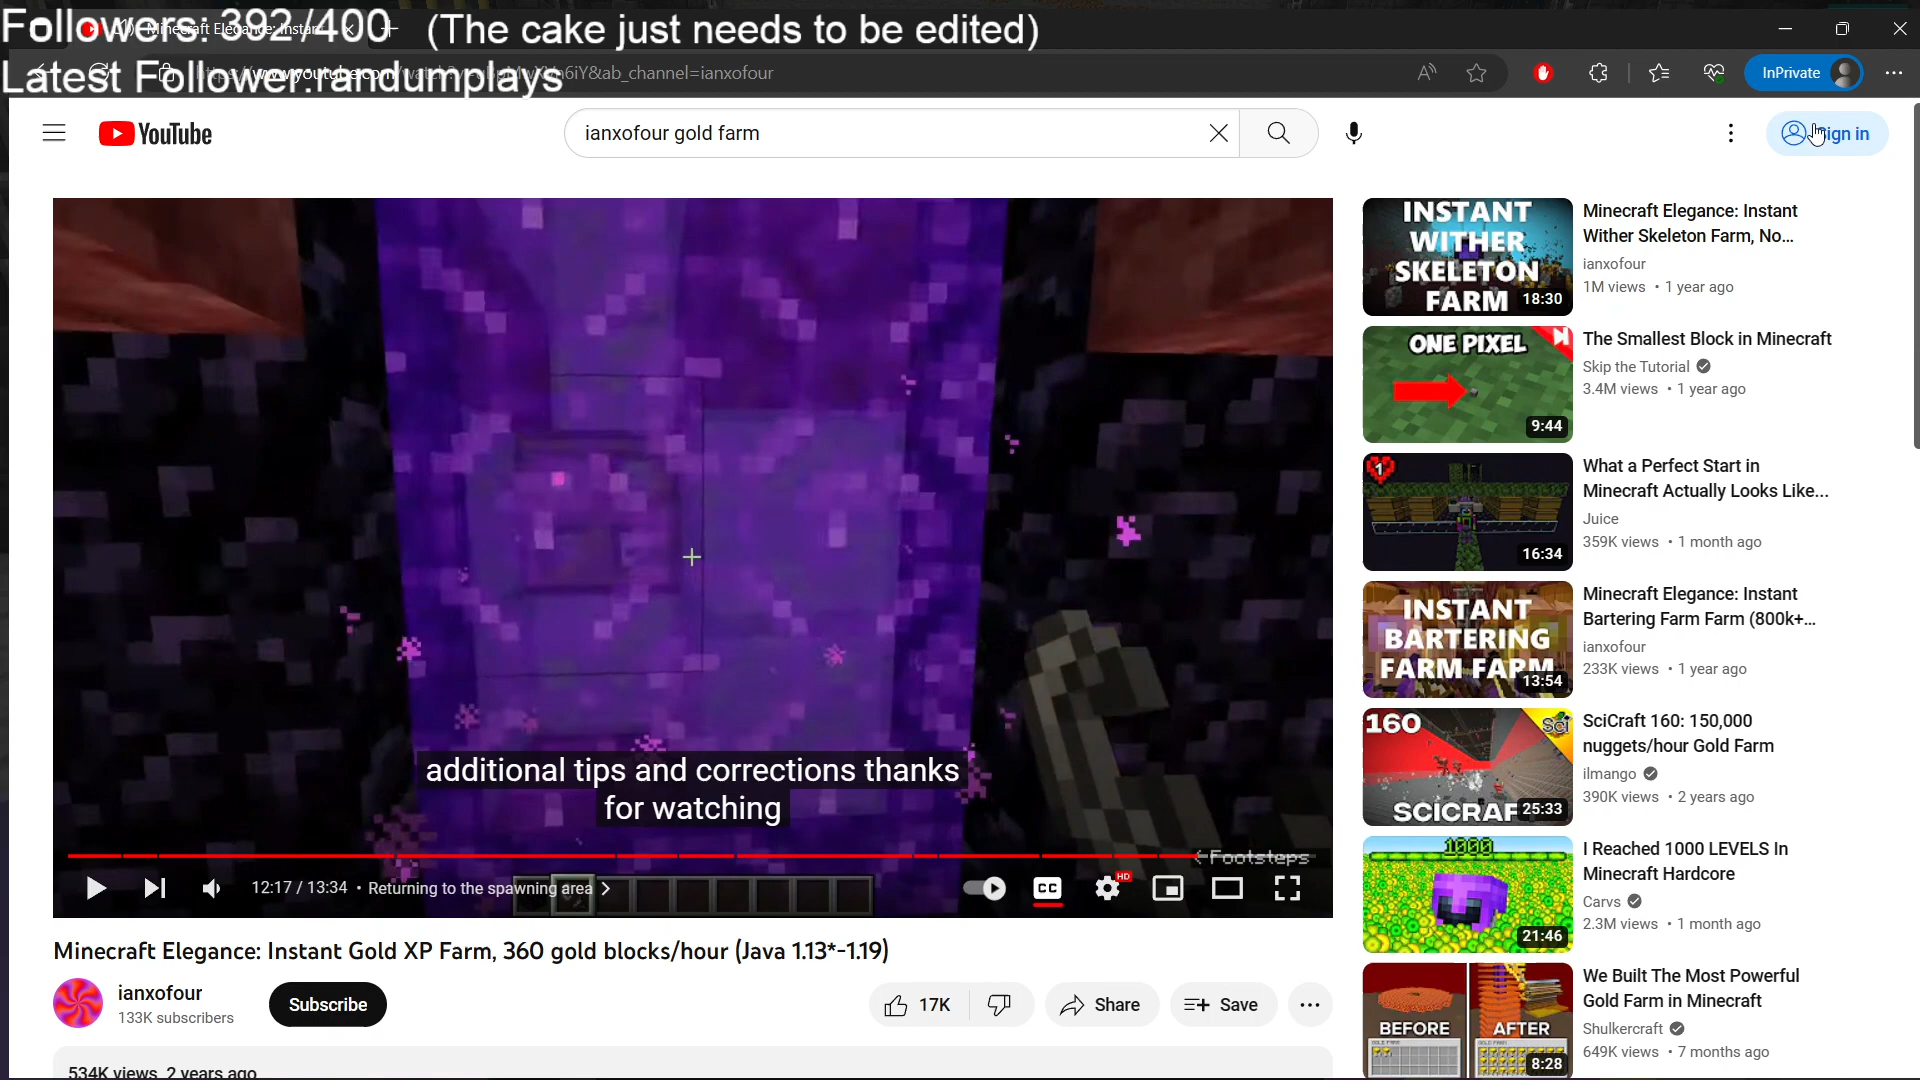 Followers: 392/400 (The cake just needs to be edited)
Latest Follower:randumplays
&ab_channel=ianxofour
InPrivate
YouTube
ianxofour gold farm
Sign in
additional tips and corrections thanks
for watching
Footsteps
12:17 / 13:34 • Returning to the spawning area
CC
HD
Minecraft Elegance: Instant Gold XP Farm, 360 gold blocks/hour (Java 1.13*-1.19)
ianxofour
133K subscribers
Subscribe
17K
Share
Save
534K views 2 years ago
INSTANT
WITHER
SKELETON
FARM
18:30
Minecraft Elegance: Instant
Wither Skeleton Farm, No...
ianxofour
1M views • 1 year ago
ONE PIXEL
9:44
The Smallest Block in Minecraft
Skip the Tutorial
3.4M views • 1 year ago
1
16:34
What a Perfect Start in
Minecraft Actually Looks Like...
Juice
359K views • 1 month ago
INSTANT
BARTERING
FARM FARM
13:54
Minecraft Elegance: Instant
Bartering Farm Farm (800k+...
ianxofour
233K views • 1 year ago
160
Sci
SCICRAF
25:33
SciCraft 160: 150,000
nuggets/hour Gold Farm
ilmango
390K views • 2 years ago
1000
21:46
I Reached 1000 LEVELS In
Minecraft Hardcore
Carvs
2.3M views • 1 month ago
BEFORE
AFTER
8:28
We Built The Most Powerful
Gold Farm in Minecraft
Shulkercraft
649K views • 7 months ago